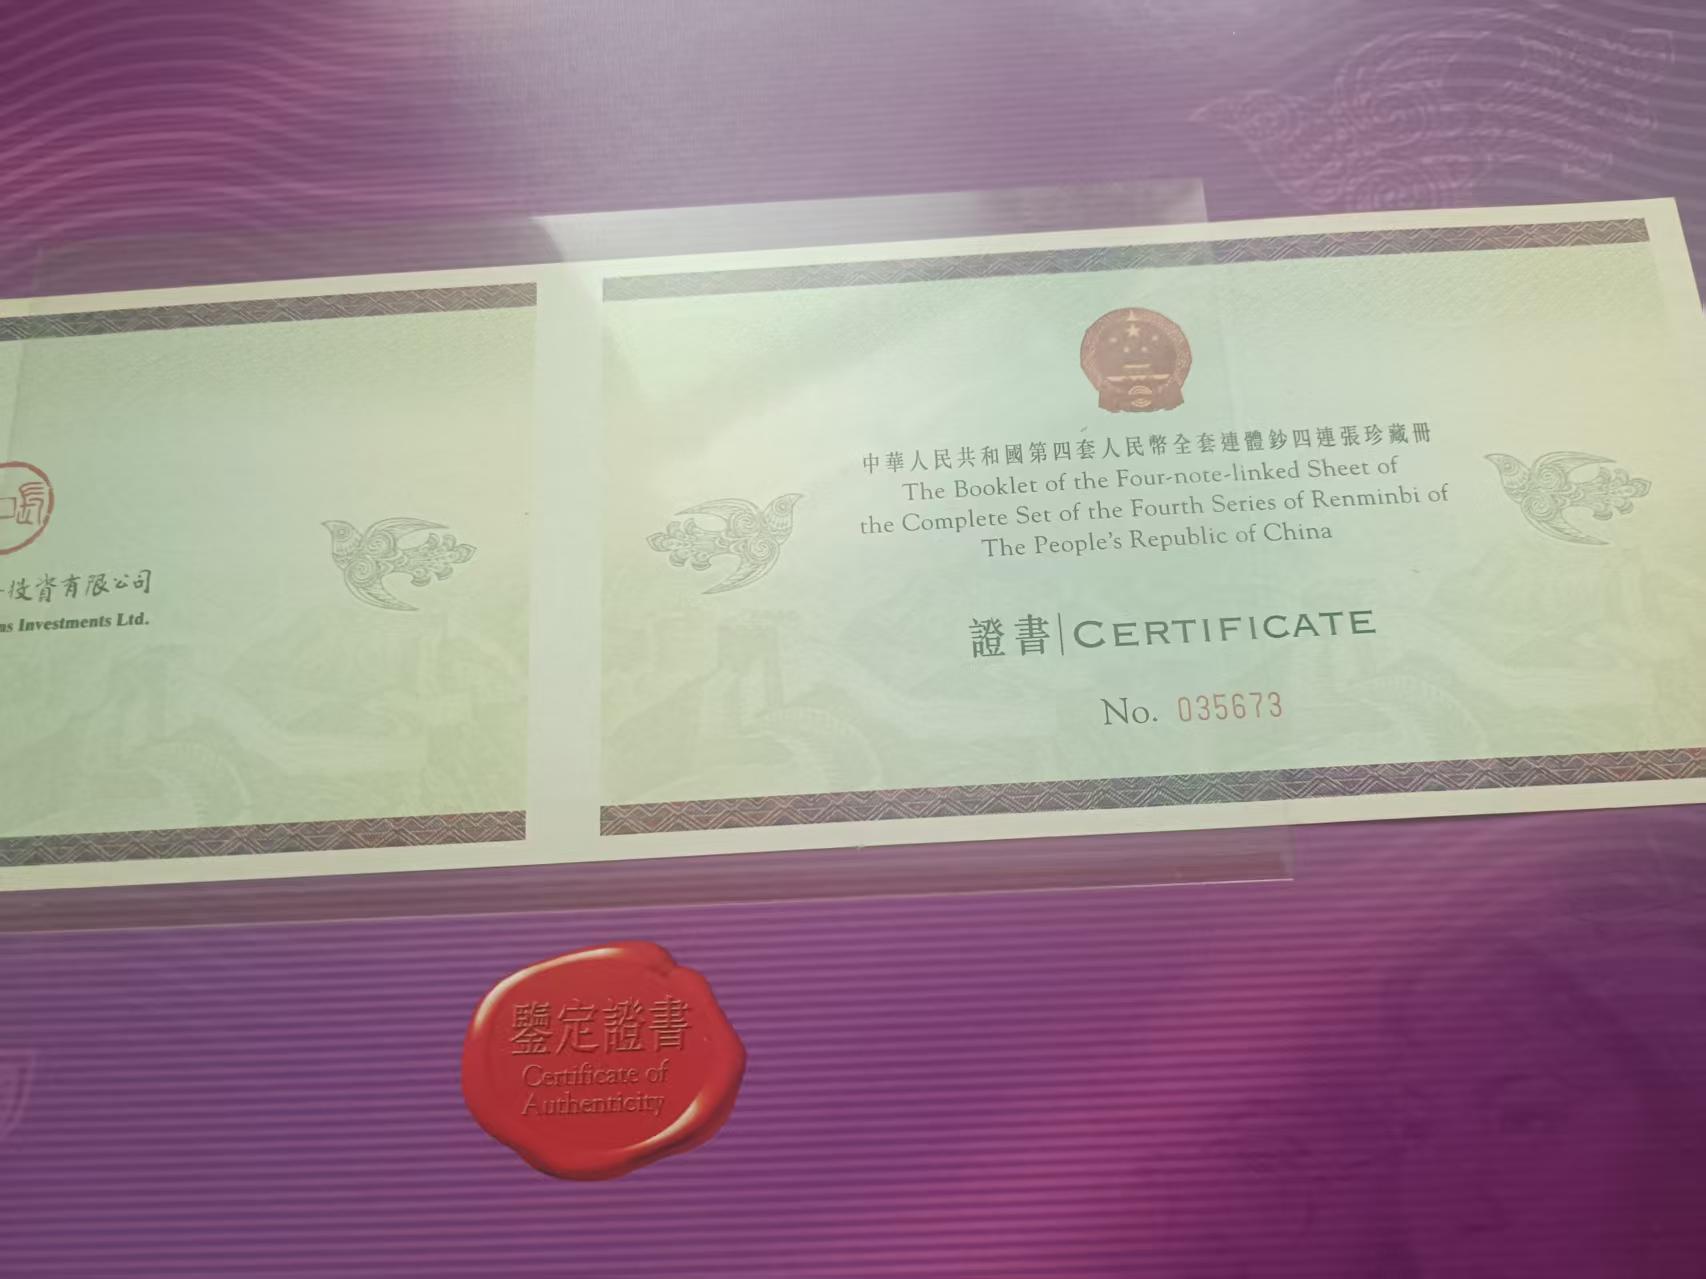 長
投資有限公司
Investments Ltd.
中華人民共和國第四套人民幣全套連體鈔四連張珍藏冊
The Booklet of the Four-note-linked Sheet of
the Complete Set of the Fourth Series of Renminbi of
The People's Republic of China
證書 | CERTIFICATE
No. 035673
鑒定證書
Certificate of
Authenticity